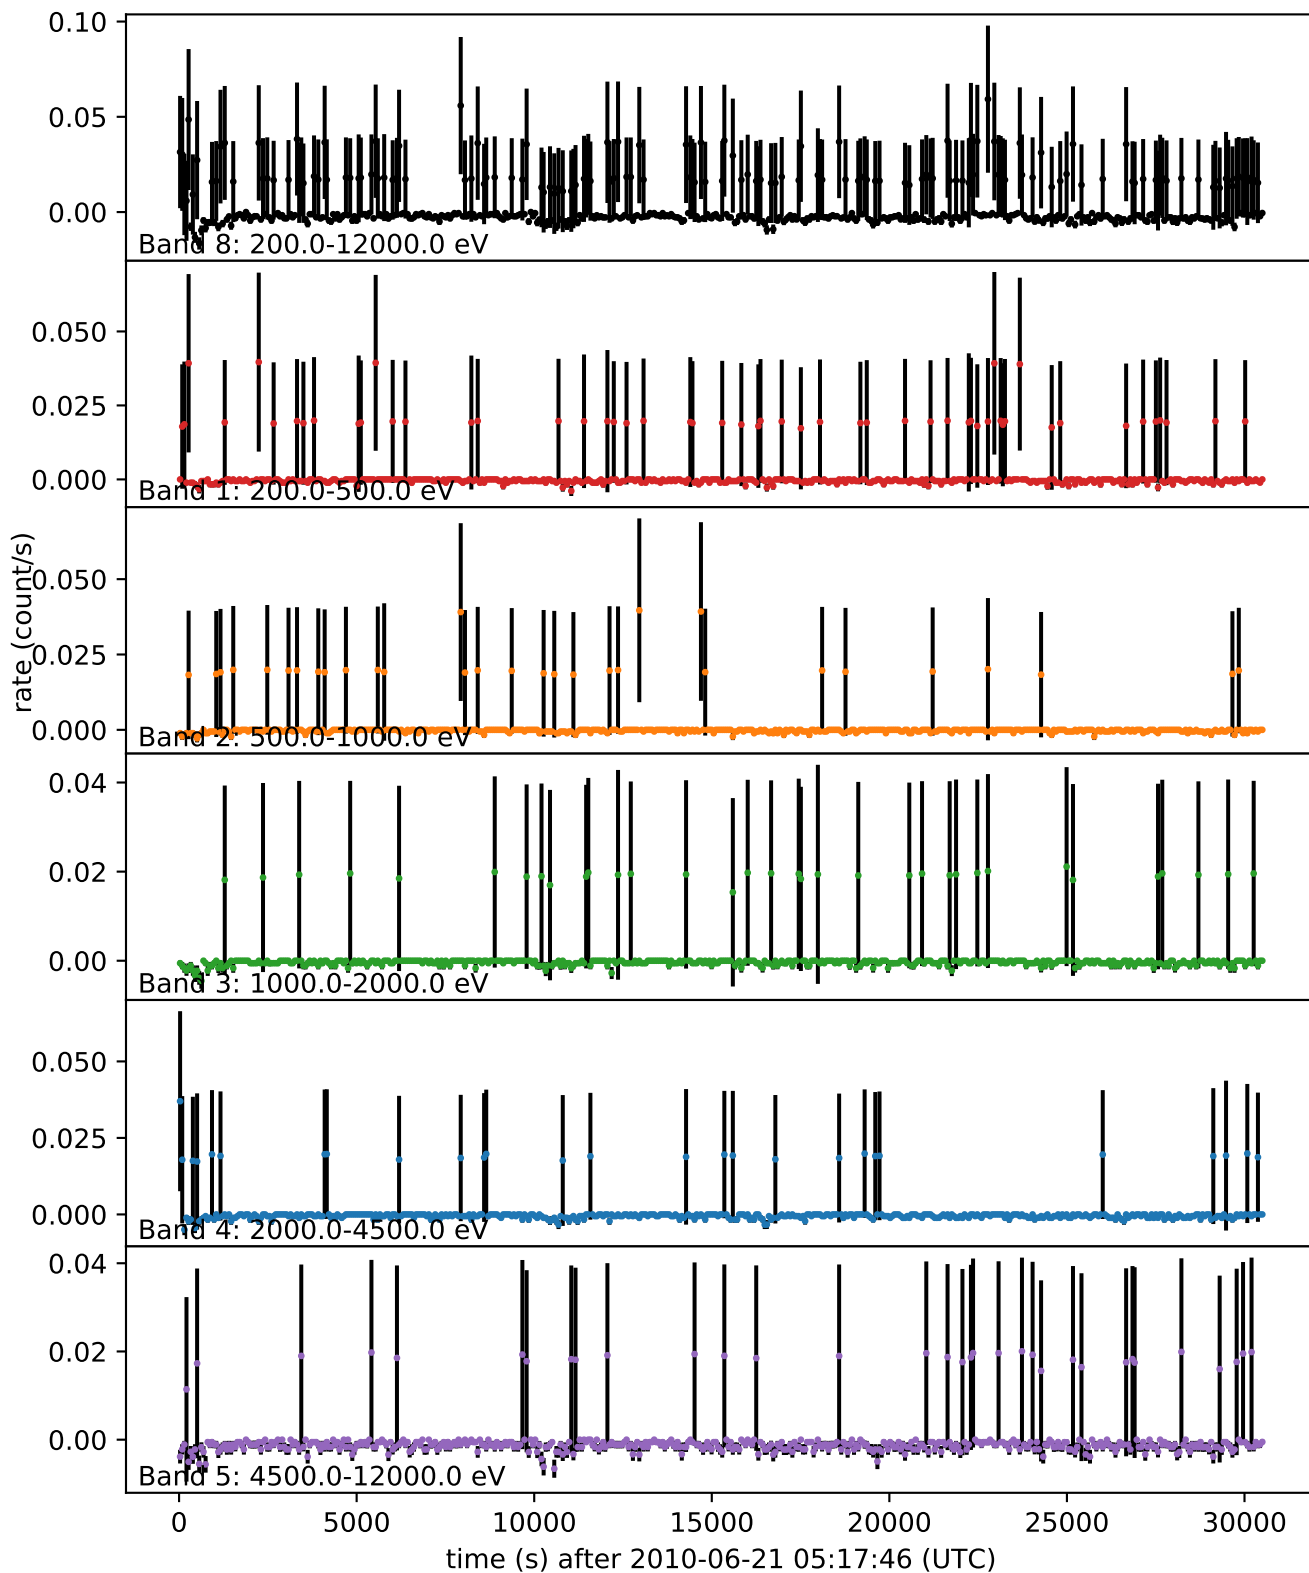 0.10
0.05
0.00
Band 8: 200.0-12000.0 eV
0.050
0.025
0.000
Band 1: 200.0-500.0 eV
rate (count/s)
0.050
0.025
0.000
Band 2: 500.0-1000.0 eV
0.04
0.02
0.00
Band 3: 1000.0-2000.0 eV
0.050
0.025
0.000
Band 4: 2000.0-4500.0 eV
0.04
0.02
0.00
Band 5: 4500.0-12000.0 eV
0 5000 10000 15000 20000 25000 30000
time (s) after 2010-06-21 05:17:46 (UTC)